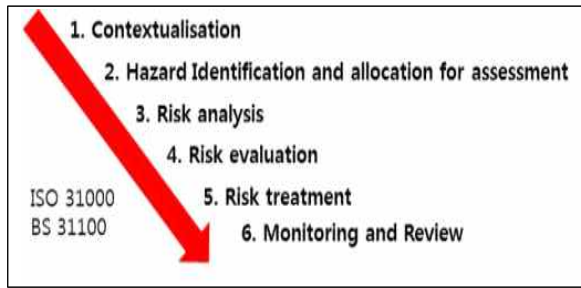 1. Contextualisation
2. Hazard Identification and allocation for assessment
3. Risk analysis
4. Risk evaluation
5. Risk treatment
6. Monitoring and Review
ISO 31000
BS 31100